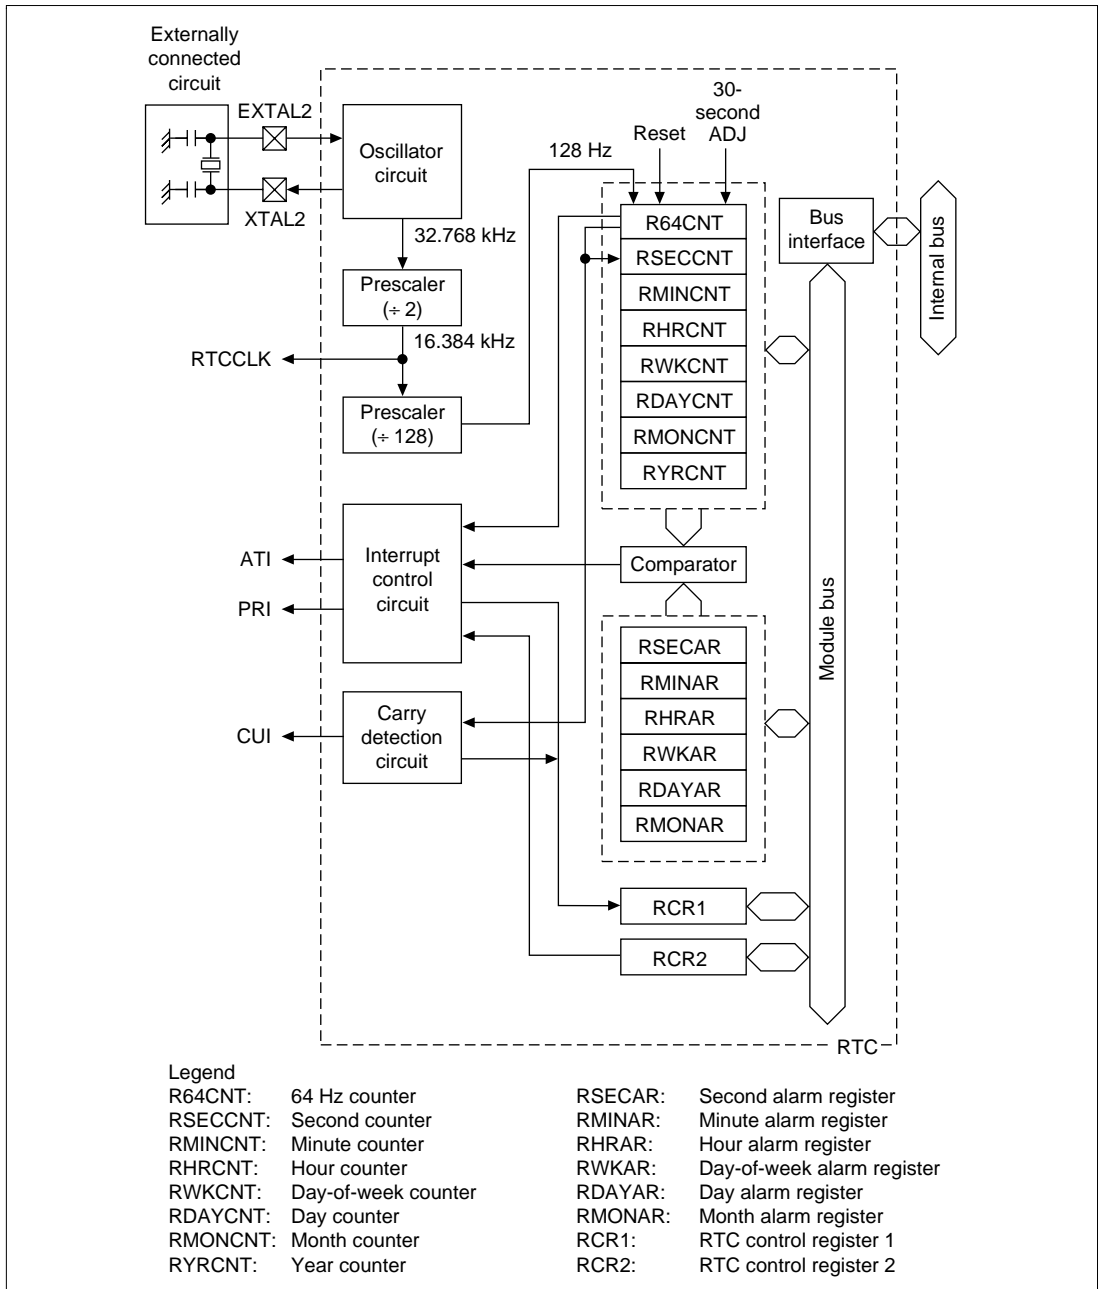 Externally
connected
circuit
EXTAL2
XTAL2
Oscillator
circuit
32.768 kHz
Prescaler
(÷ 2)
16.384 kHz
RTCCLK
Prescaler
(÷ 128)
128 Hz
Reset
30-
second
ADJ
R64CNT
RSECCNT
RMINCNT
RHRCNT
RWKCNT
RDAYCNT
RMONCNT
RYRCNT
Bus
interface
Internal bus
Module bus
ATI
PRI
Interrupt
control
circuit
Comparator
CUI
Carry
detection
circuit
RSECAR
RMINAR
RHRAR
RWKAR
RDAYAR
RMONAR
RCR1
RCR2
RTC
Legend
R64CNT: 64 Hz counter
RSECCNT: Second counter
RMINCNT: Minute counter
RHRCNT: Hour counter
RWKCNT: Day-of-week counter
RDAYCNT: Day counter
RMONCNT: Month counter
RYRCNT: Year counter
RSECAR: Second alarm register
RMINAR: Minute alarm register
RHRAR: Hour alarm register
RWKAR: Day-of-week alarm register
RDAYAR: Day alarm register
RMONAR: Month alarm register
RCR1: RTC control register 1
RCR2: RTC control register 2